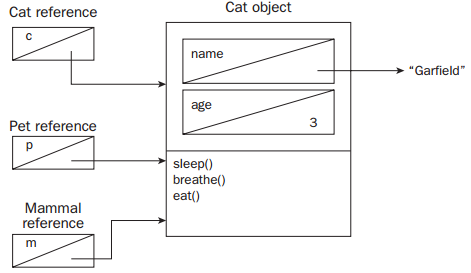 Cat reference
c
Cat object
name
"Garfield"
age
3
Pet reference
p
sleep()
breathe()
eat()
Mammal
reference
m